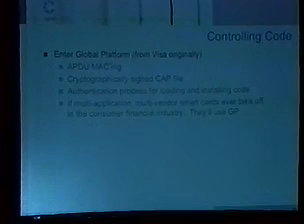 Controlling Code
Enter Global Platform (from Visa originally)
APDU MAC'ing
Cryptographically signed CAP file
Authentication process for loading and installing code
If multi-application, multi-vendor smart cards ever take off
in the consumer financial industry. They'll use GP